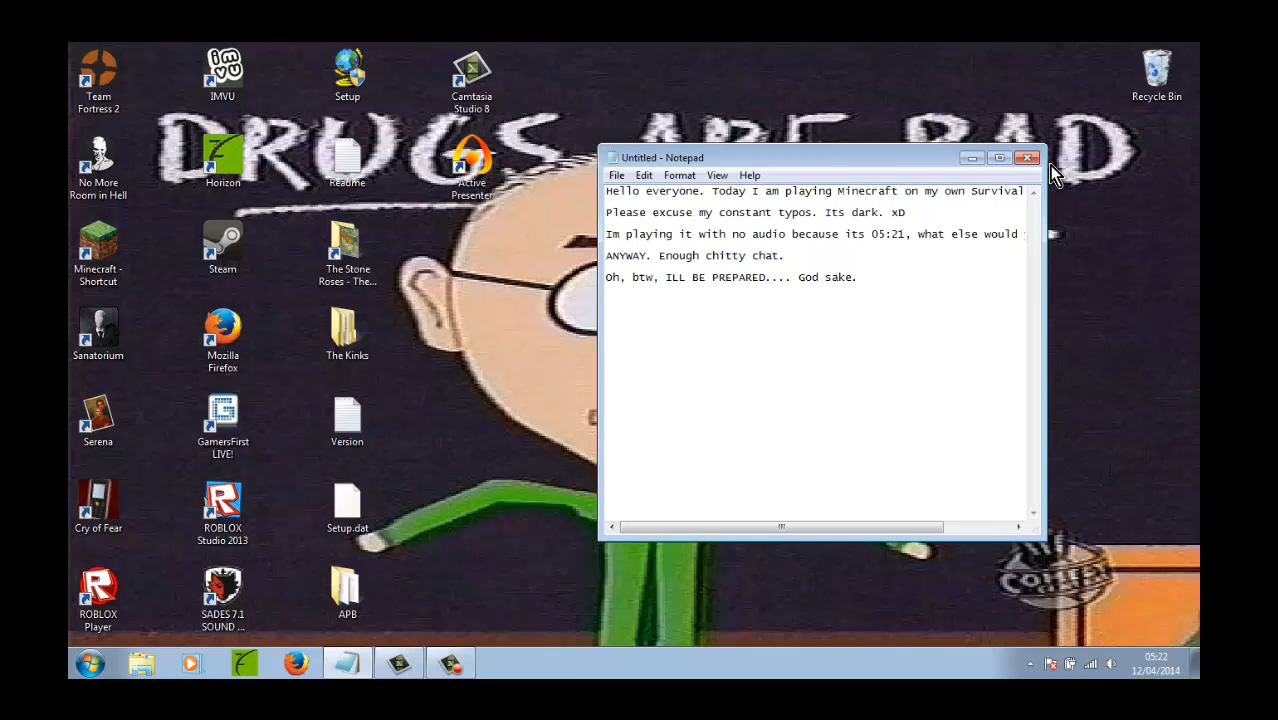 DRUGS ARE BAD
Team
Fortress 2
imvu
IMVU
Setup
Camtasia
Studio 8
Recycle Bin
No More
Room in Hell
Horizon
Readme
Active
Presenter
Untitled - Notepad
File Edit Format View Help
Hello everyone. Today I am playing Minecraft on my own Survival
Please excuse my constant typos. Its dark. xD
Im playing it with no audio because its 05:21, what else would
ANYWAY. Enough chitty chat.
Oh, btw, ILL BE PREPARED.... God sake.
Minecraft -
Shortcut
Steam
The Stone
Roses - The...
Sanatorium
Mozilla
Firefox
The Kinks
Serena
GamersFirst
LIVE!
Version
Cry of Fear
ROBLOX
Studio 2013
Setup.dat
ROBLOX
Player
SADES 7.1
SOUND ...
APB
05:22
12/04/2014